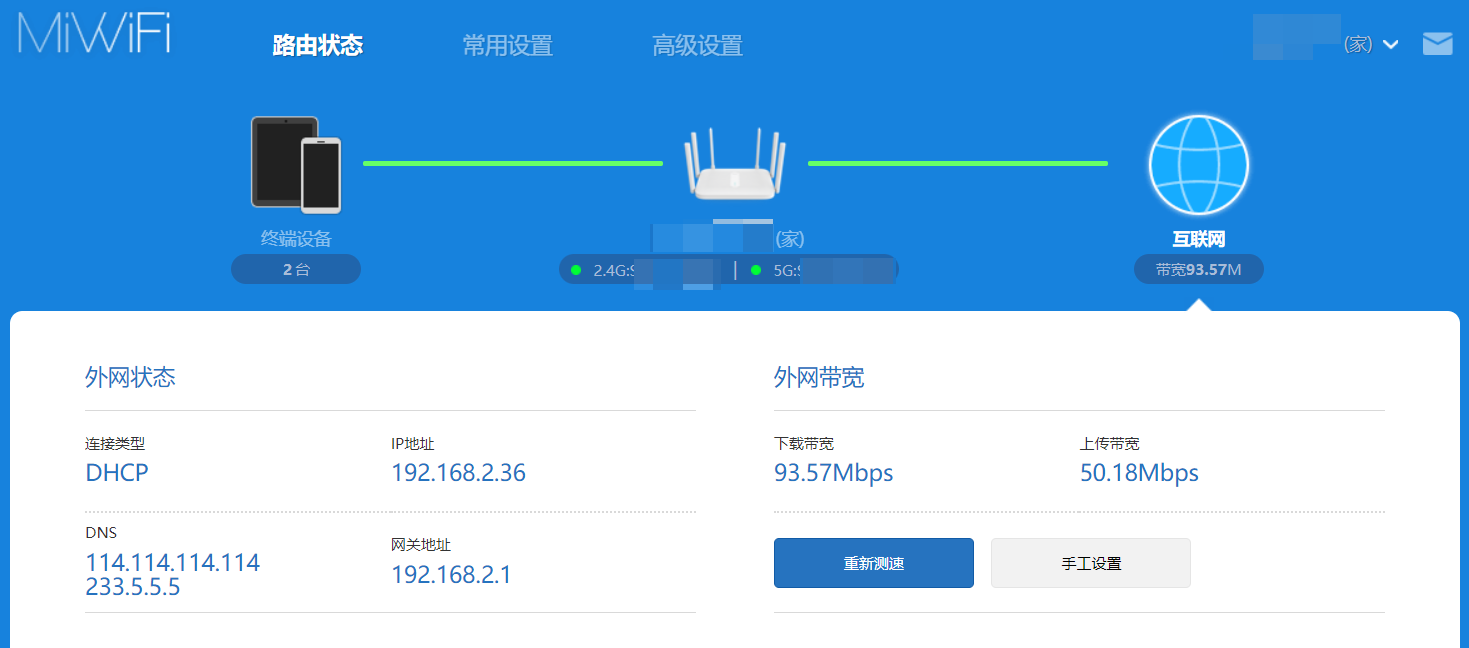 MiWiFi
路由状态
常用设置
高级设置
(家)
终端设备
2台
(家)
2.4G:S
5G:S
互联网
带宽93.57M
外网状态
外网带宽
连接类型
IP地址
DHCP
192.168.2.36
下载带宽
上传带宽
93.57Mbps
50.18Mbps
DNS
114.114.114.114
233.5.5.5
网关地址
192.168.2.1
重新测速
手工设置